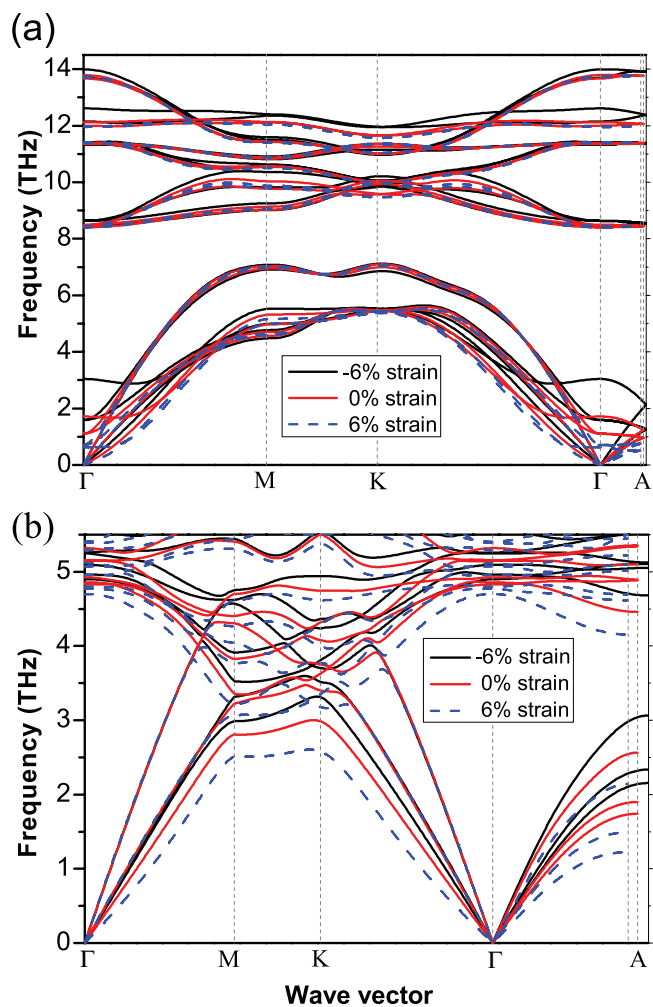 (a)
14
12
10
8
6
4
2
0
Frequency (THz)
-6% strain
0% strain
6% strain
Γ
M
K
Γ
A
(b)
5
4
3
2
1
0
Frequency (THz)
-6% strain
0% strain
6% strain
Γ
M
K
Γ
A
Wave vector